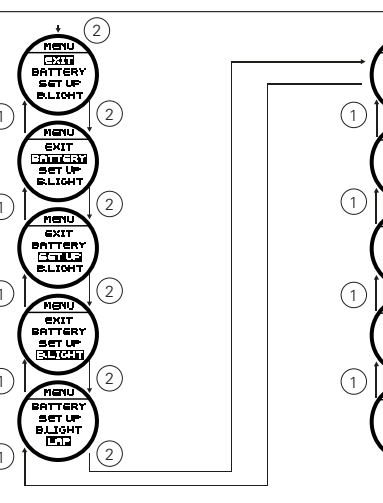 2
MENU
EXIT
BATTERY
SET UP
B.LIGHT
1
2
1
MENU
EXIT
BATTERY
SET UP
B.LIGHT
1
2
1
MENU
EXIT
BATTERY
SET UP
B.LIGHT
1
2
1
MENU
EXIT
BATTERY
SET UP
B.LIGHT
1
2
1
MENU
BATTERY
SET UP
B.LIGHT
LAP
1
2